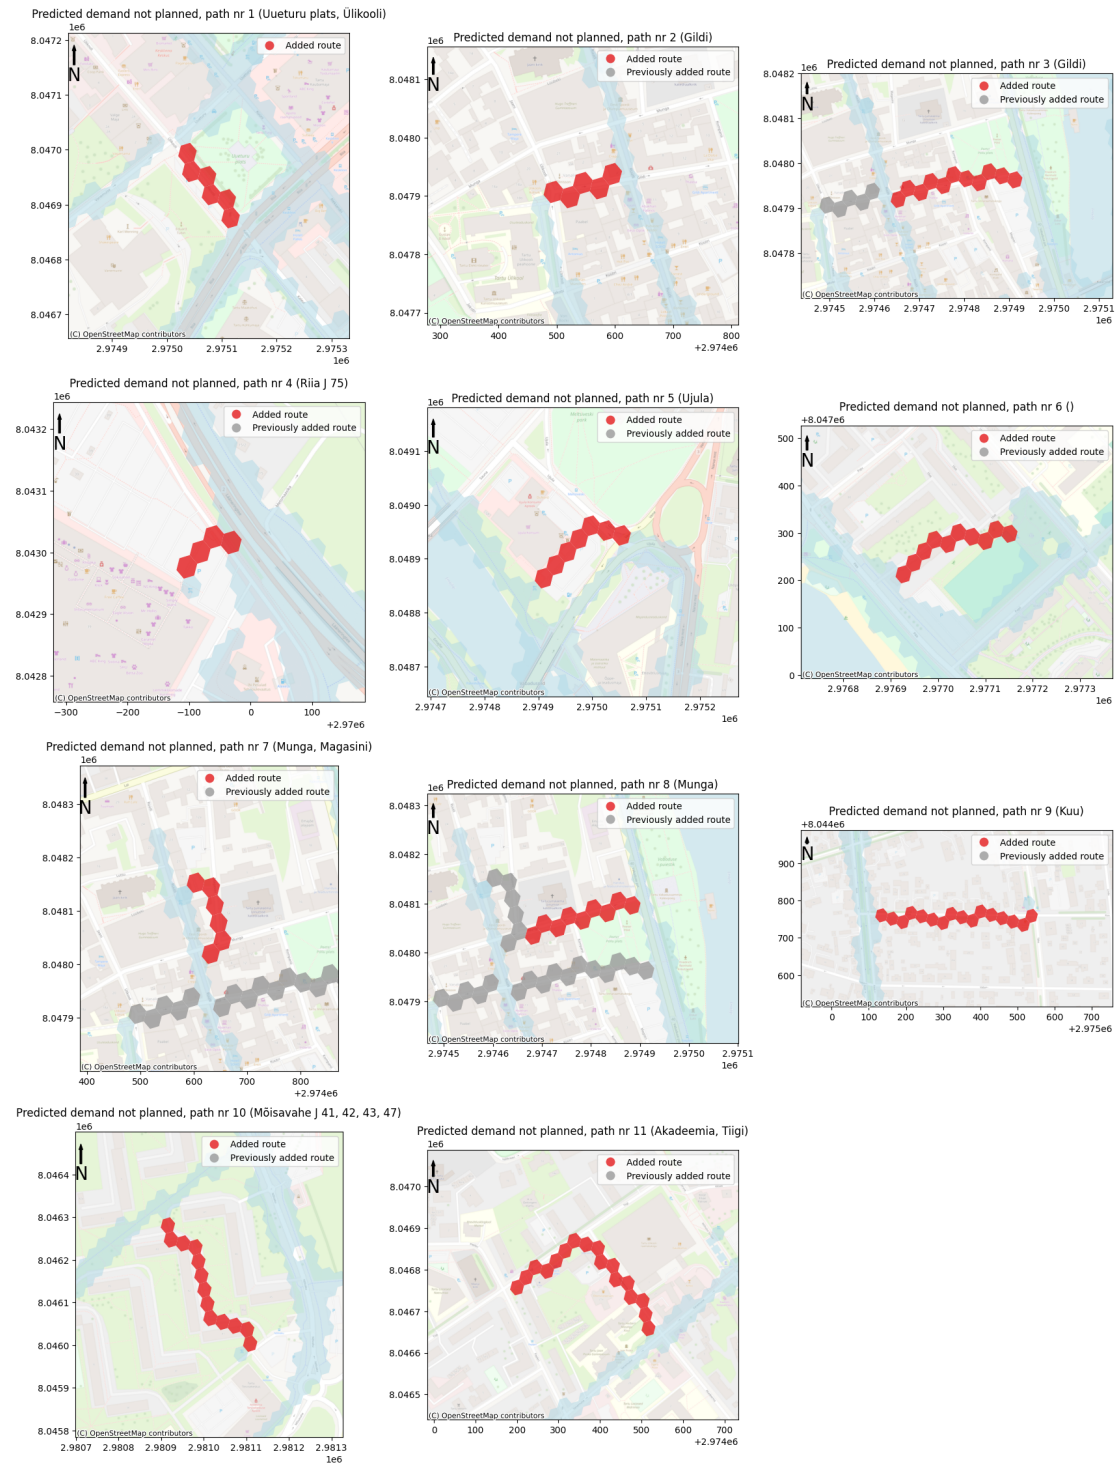 Predicted demand not planned, path nr 1 (Uueturu plats, Ülikooli)
1e6
8.0472
8.0471
8.0470
8.0469
8.0468
8.0467
N
Added route
(C) OpenStreetMap contributors
2.9749 2.9750 2.9751 2.9752 2.9753
1e6
Predicted demand not planned, path nr 2 (Gildi)
1e6
8.0481
8.0480
8.0479
8.0478
8.0477
N
Added route
Previously added route
(C) OpenStreetMap contributors
300 400 500 600 700 800
+2.974e6
Predicted demand not planned, path nr 3 (Gildi)
1e6
8.0482
8.0481
8.0480
8.0479
8.0478
N
Added route
Previously added route
(C) OpenStreetMap contributors
2.9745 2.9746 2.9747 2.9748 2.9749 2.9750 2.9751
1e6
Predicted demand not planned, path nr 4 (Riia J 75)
1e6
8.0432
8.0431
8.0430
8.0429
8.0428
N
Added route
Previously added route
(C) OpenStreetMap contributors
−300 −200 −100 0 100
+2.97e6
Predicted demand not planned, path nr 5 (Ujula)
1e6
8.0491
8.0490
8.0489
8.0488
8.0487
N
Added route
Previously added route
(C) OpenStreetMap contributors
2.9747 2.9748 2.9749 2.9750 2.9751 2.9752
1e6
Predicted demand not planned, path nr 6 ()
+8.047e6
500
400
300
200
100
0
N
Added route
Previously added route
(C) OpenStreetMap contributors
2.9768 2.9769 2.9770 2.9771 2.9772 2.9773
1e6
Predicted demand not planned, path nr 7 (Munga, Magasini)
1e6
8.0483
8.0482
8.0481
8.0480
8.0479
N
Added route
Previously added route
(C) OpenStreetMap contributors
400 500 600 700 800
+2.974e6
Predicted demand not planned, path nr 8 (Munga)
1e6
8.0483
8.0482
8.0481
8.0480
8.0479
N
Added route
Previously added route
(C) OpenStreetMap contributors
2.9745 2.9746 2.9747 2.9748 2.9749 2.9750 2.9751
1e6
Predicted demand not planned, path nr 9 (Kuu)
+8.044e6
900
800
700
600
N
Added route
Previously added route
(C) OpenStreetMap contributors
0 100 200 300 400 500 600 700
+2.975e6
Predicted demand not planned, path nr 10 (Mõisavahe J 41, 42, 43, 47)
1e6
8.0464
8.0463
8.0462
8.0461
8.0460
8.0459
8.0458
N
Added route
Previously added route
(C) OpenStreetMap contributors
2.9807 2.9808 2.9809 2.9810 2.9811 2.9812 2.9813
1e6
Predicted demand not planned, path nr 11 (Akadeemia, Tiigi)
1e6
8.0470
8.0469
8.0468
8.0467
8.0466
8.0465
N
Added route
Previously added route
(C) OpenStreetMap contributors
0 100 200 300 400 500 600 700
+2.974e6